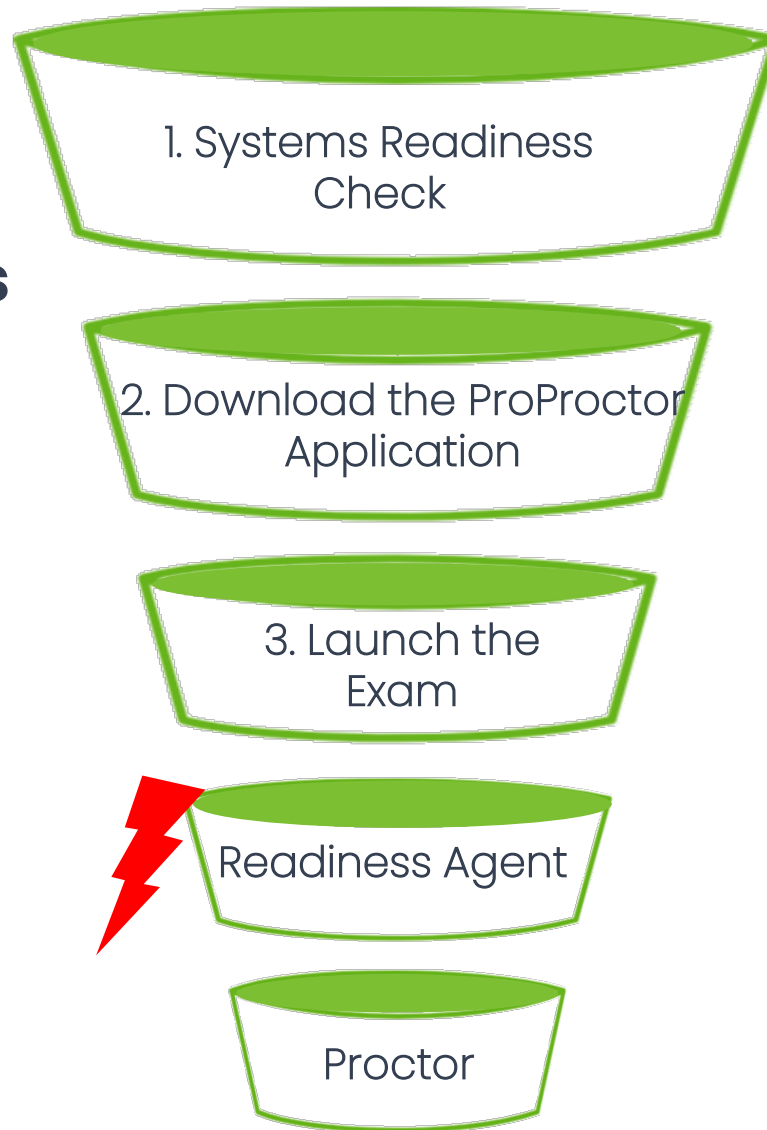 1. Systems Readiness
Check
s
2. Download the ProProctor
Application
3. Launch the
Exam
Readiness Agent
Proctor